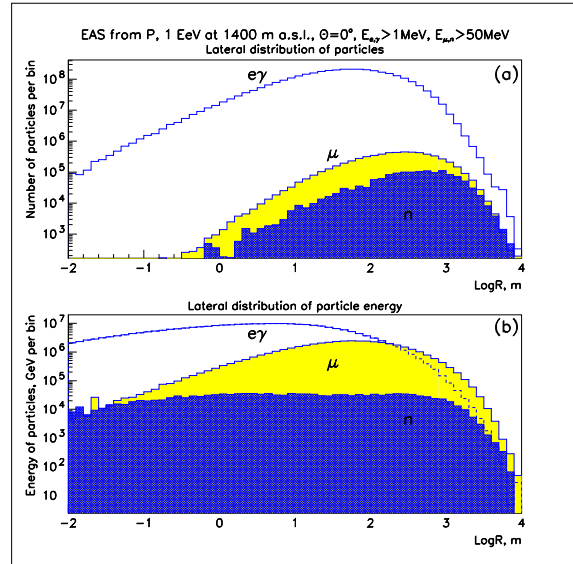 EAS from P, 1 EeV at 1400 m a.s.l., Θ=0°, E_{e,γ}>1MeV, E_{μ,n}>50MeV
Lateral distribution of particles
Number of particles per bin
10^8
10^7
10^6
10^5
10^4
10^3
(a)
eγ
μ
n
-2 -1 0 1 2 3 4
LogR, m
Lateral distribution of particle energy
Energy of particles, GeV per bin
10^7
10^6
10^5
10^4
10^3
10^2
10
(b)
eγ
μ
n
-2 -1 0 1 2 3 4
LogR, m